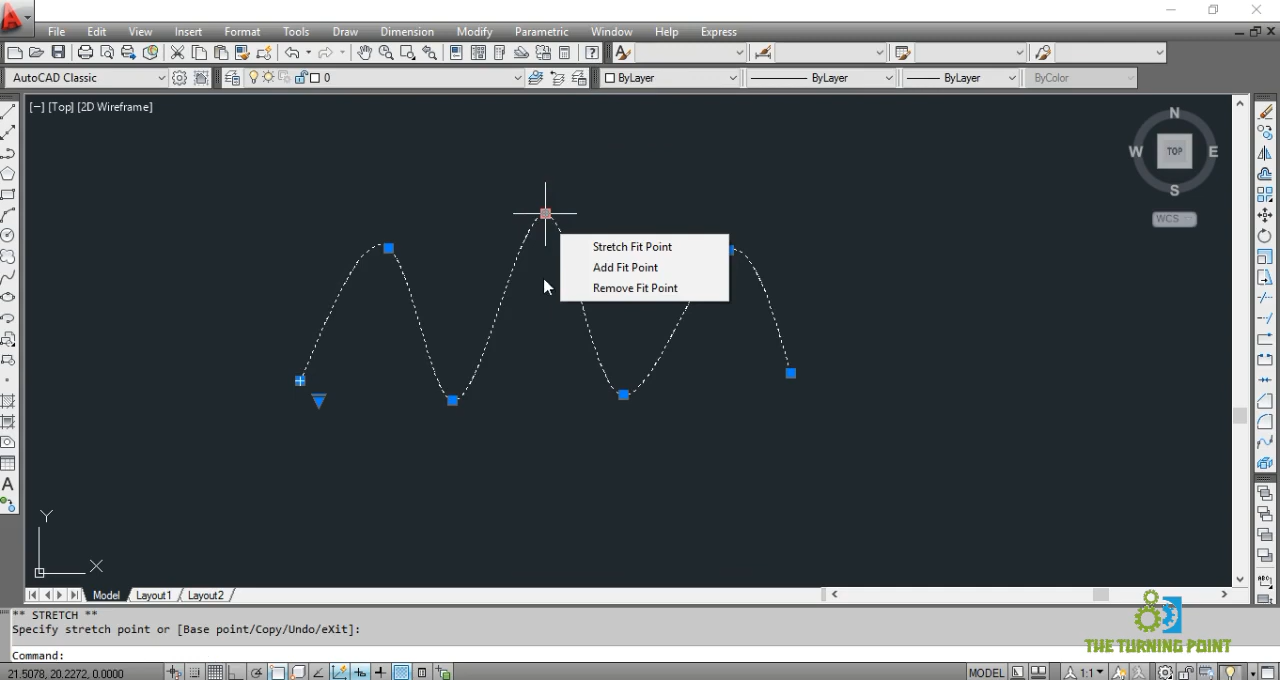 File Edit View Insert Format Tools Draw Dimension Modify Parametric Window Help Express
AutoCAD Classic
0
ByLayer
ByLayer
ByLayer
ByColor
[−] [Top] [2D Wireframe]
N
W TOP E
S
WCS
Stretch Fit Point
Add Fit Point
Remove Fit Point
A
Y
X
Model Layout1 Layout2
** STRETCH **
Specify stretch point or [Base point/Copy/Undo/eXit]:
Command:
THE TURNING POINT
21.5078, 20.2272, 0.0000
MODEL
1:1